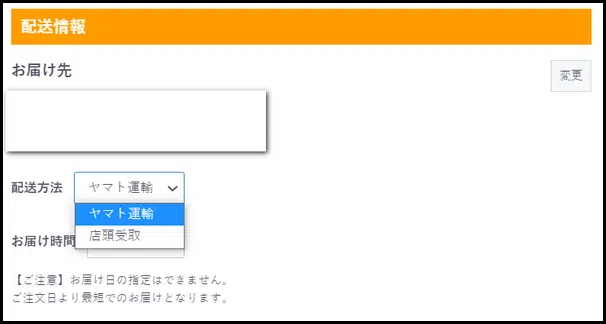 配送情報
お届け先
変更
配送方法 ヤマト運輸
ヤマト運輸
店頭受取
お届け時間
【ご注意】お届け日の指定はできません。
ご注文日より最短でのお届けとなります。